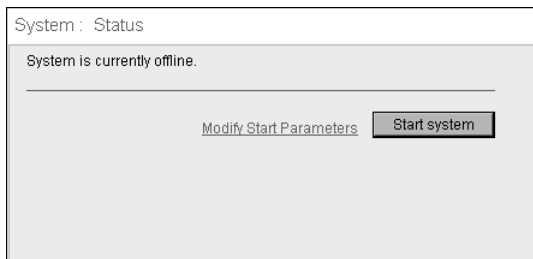 System : Status
System is currently offline.
Modify Start Parameters Start system